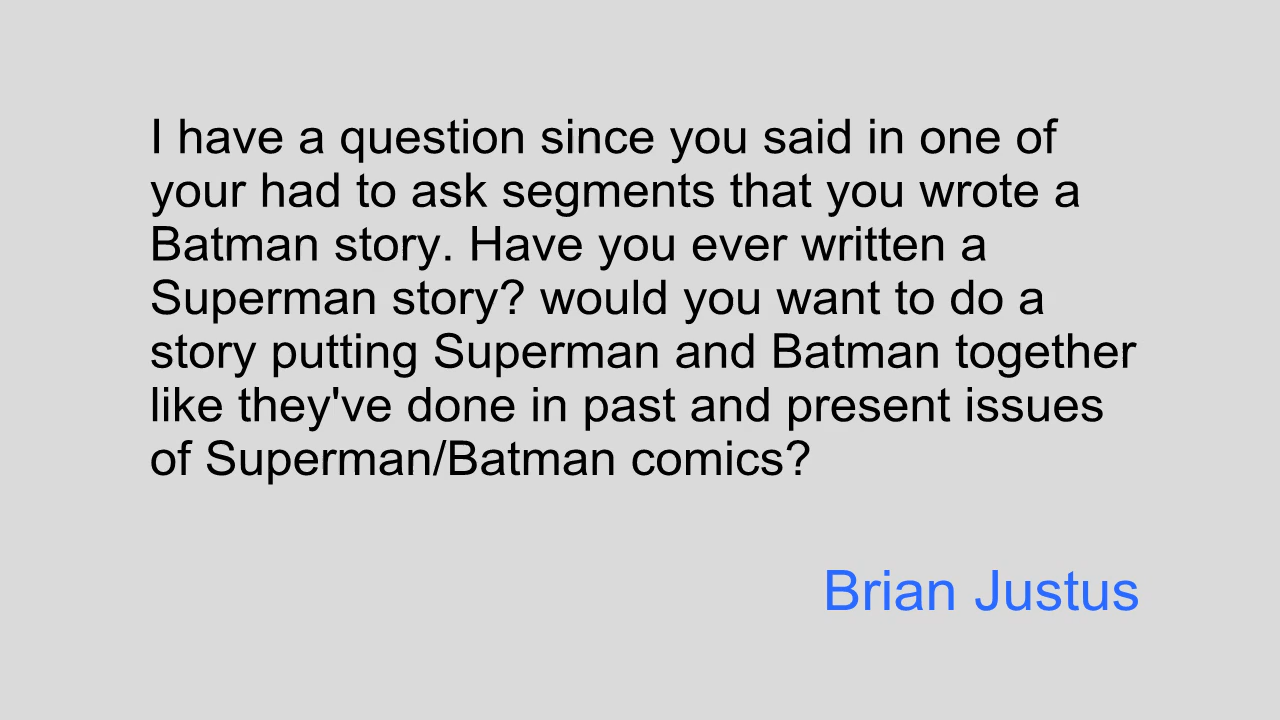 I have a question since you said in one of
your had to ask segments that you wrote a
Batman story. Have you ever written a
Superman story? would you want to do a
story putting Superman and Batman together
like they've done in past and present issues
of Superman/Batman comics?
Brian Justus